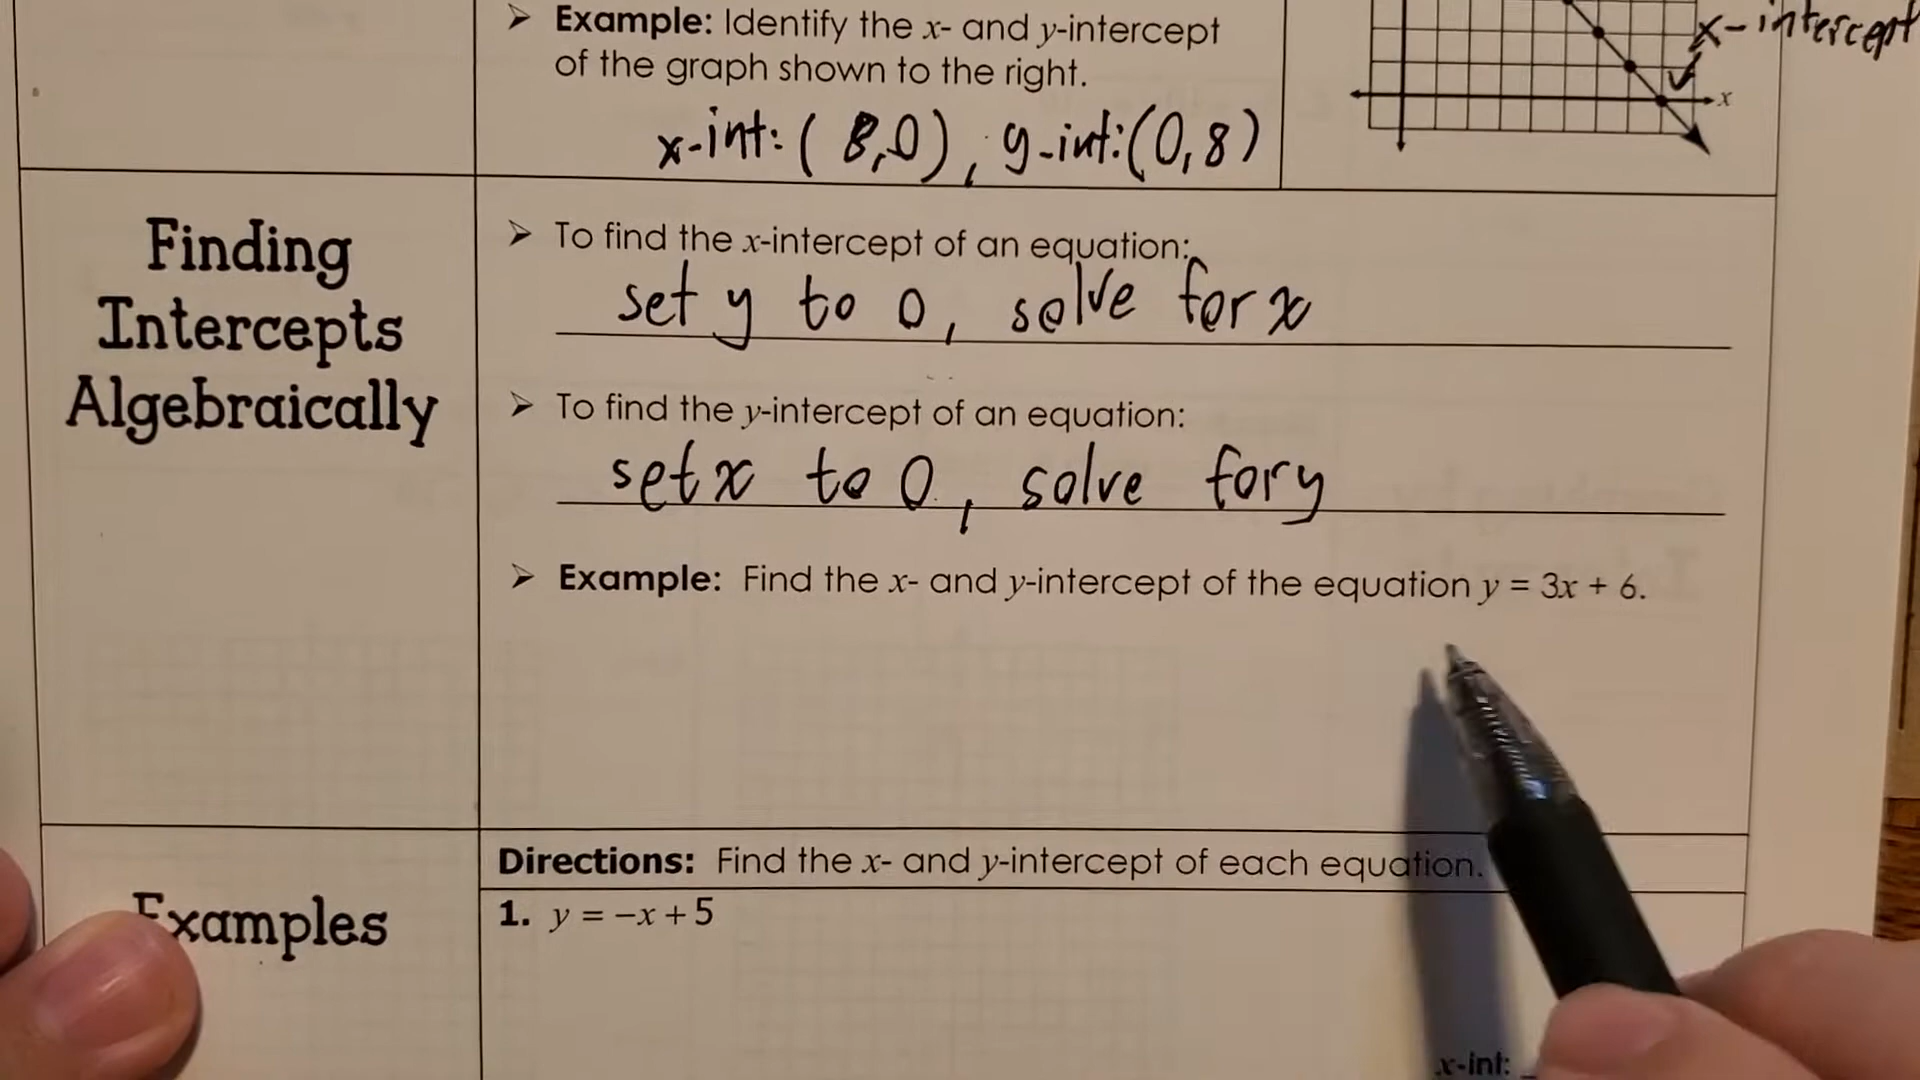 ➤ Example: Identify the x- and y-intercept
of the graph shown to the right.
x-int: (8,0), y-int: (0,8)
x-intercept
x
Finding
Intercepts
Algebraically
➤ To find the x-intercept of an equation:
set y to 0, solve for x
➤ To find the y-intercept of an equation:
set x to 0, solve for y
➤ Example: Find the x- and y-intercept of the equation y = 3x + 6.
Examples
Directions: Find the x- and y-intercept of each equation.
1. y = −x + 5
x-int: